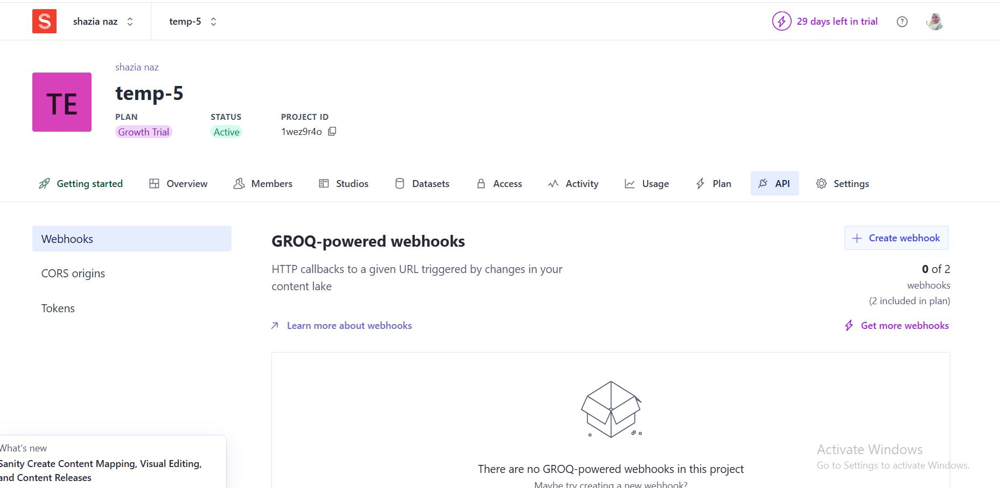 S shazia naz temp-5 29 days left in trial
shazia naz
TE
temp-5
PLAN STATUS PROJECT ID
Growth Trial Active 1wez9r4o
Getting started Overview Members Studios Datasets Access Activity Usage Plan API Settings
Webhooks
CORS origins
Tokens
GROQ-powered webhooks
HTTP callbacks to a given URL triggered by changes in your
content lake
Learn more about webhooks
Create webhook
0 of 2
webhooks
(2 included in plan)
Get more webhooks
There are no GROQ-powered webhooks in this project
Maybe try creating a new webhook?
What's new
Sanity Create Content Mapping, Visual Editing,
and Content Releases
Activate Windows
Go to Settings to activate Windows.